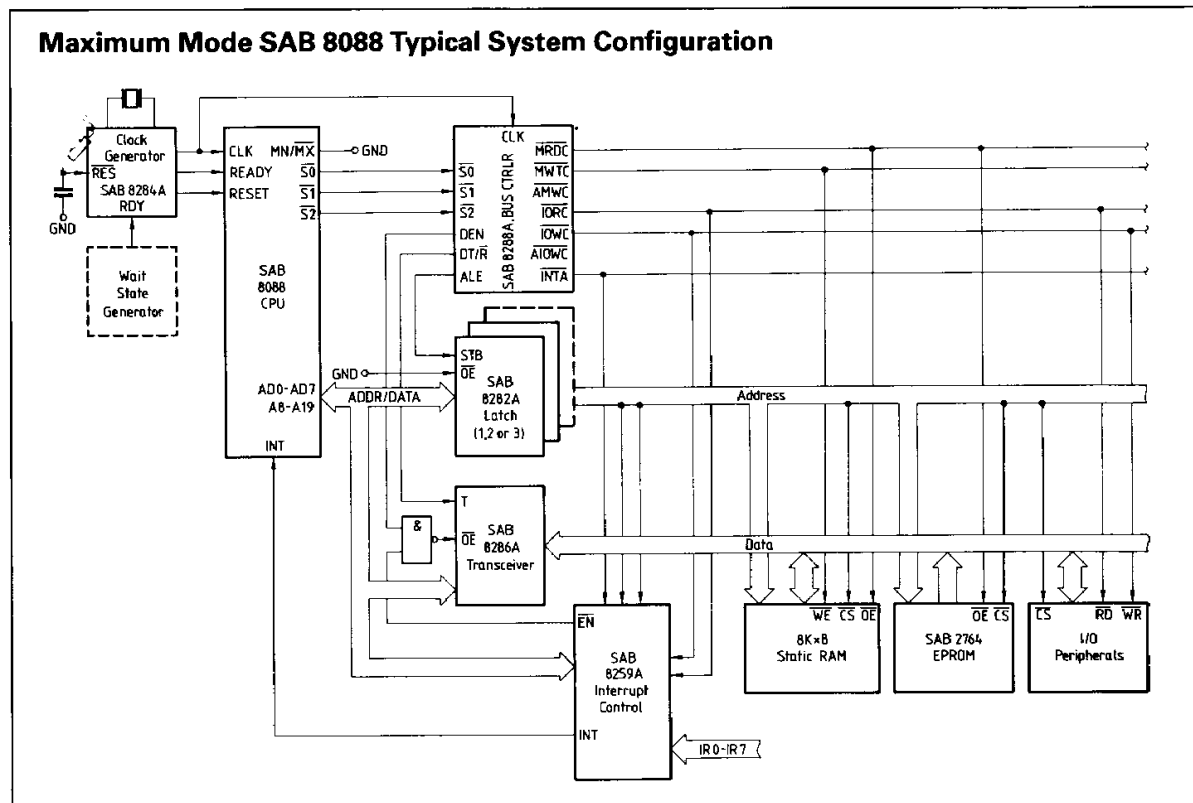 Maximum Mode SAB 8088 Typical System Configuration
Clock
Generator
RES
SAB 8284A
RDY
GND
Wait
State
Generator
CLK
READY
RESET
MN/MX
S0
S1
S2
SAB
8088
CPU
AD0-AD7
A8-A19
INT
GND
CLK
S0
S1
S2
DEN
DT/R
ALE
SAB 8288A.BUS CTRLR
MRDC
MWTC
AMWC
IORC
IOWC
AIOWC
INTA
STB
OE
GND
SAB
8282A
Latch
(1,2 or 3)
ADDR/DATA
Address
T
OE
SAB
8286A
Transceiver
&
Data
EN
SAB
8259A
Interrupt
Control
INT
IR0-IR7
WE CS OE
8K×8
Static RAM
OE CS
SAB 2764
EPROM
CS RD WR
I/O
Peripherals